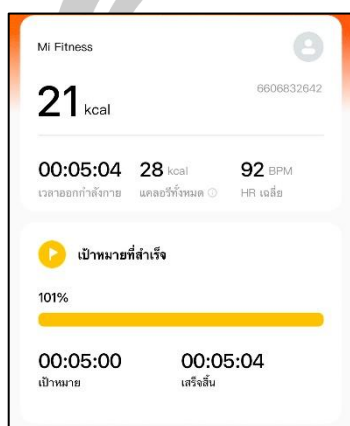 Mi Fitness
21 kcal
6606832642
00:05:04 28 kcal 92 BPM
เวลาออกกำลังกาย แคลอรีทั้งหมด HR เฉลี่ย
เป้าหมายที่สำเร็จ
101%
00:05:00 00:05:04
เป้าหมาย เสร็จสิ้น